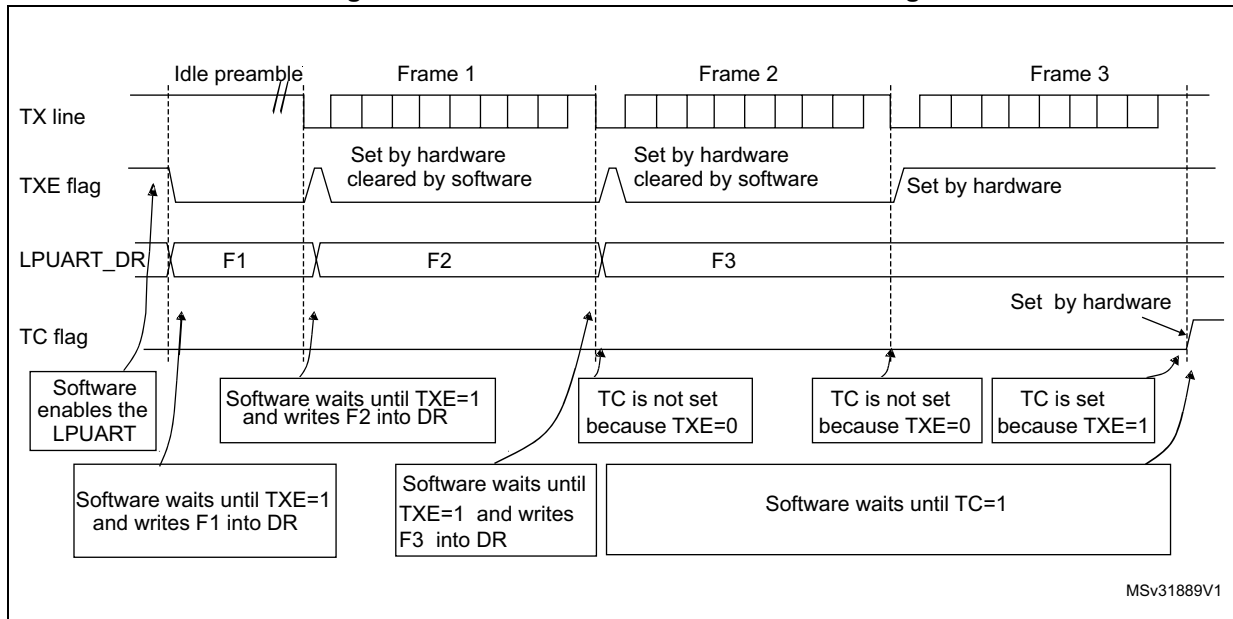 Idle preamble Frame 1 Frame 2 Frame 3
TX line
Set by hardware
cleared by software
Set by hardware
cleared by software
TXE flag
Set by hardware
LPUART_DR F1 F2 F3
Set by hardware
TC flag
Software
enables the
LPUART
Software waits until TXE=1
and writes F2 into DR
TC is not set
because TXE=0
TC is not set
because TXE=0
TC is set
because TXE=1
Software waits until TXE=1
and writes F1 into DR
Software waits until
TXE=1 and writes
F3 into DR
Software waits until TC=1
MSv31889V1